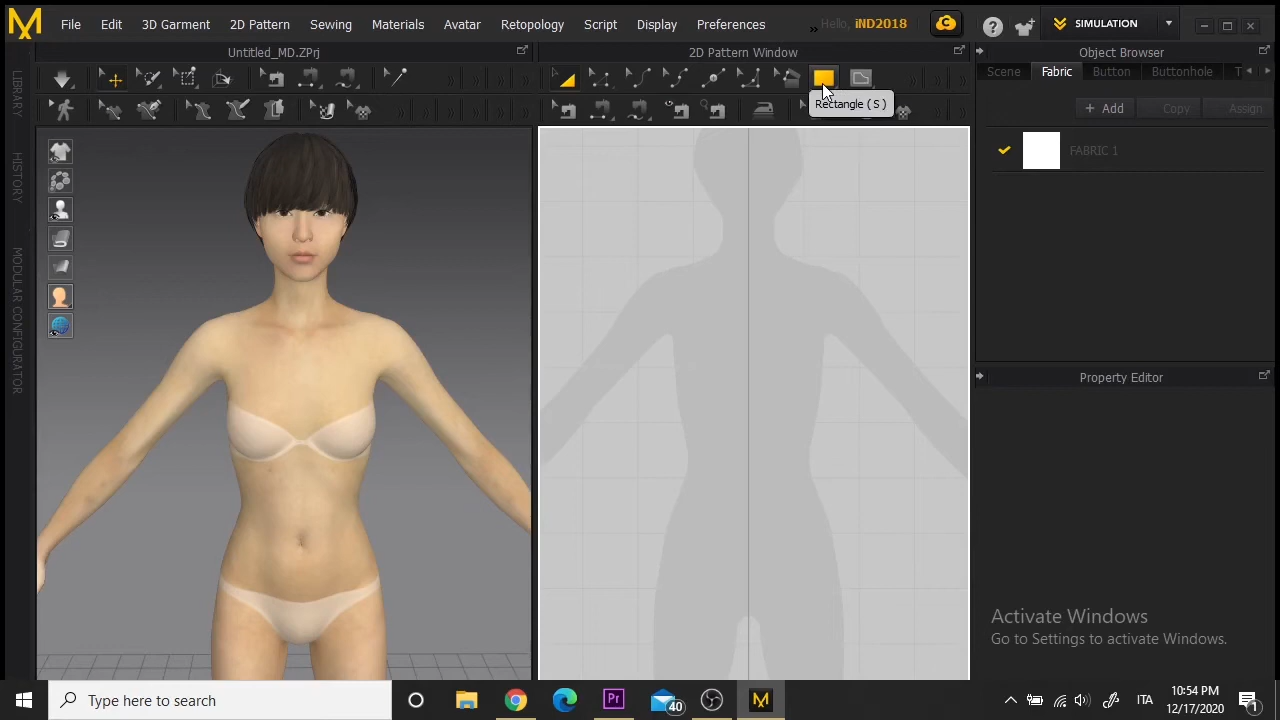 File Edit 3D Garment 2D Pattern Sewing Materials Avatar Retopology Script Display Preferences » Hello, iND2018 SIMULATION
Untitled_MD.ZPrj
2D Pattern Window
Object Browser
Scene Fabric Button Buttonhole T
Rectangle ( S )
+ Add Copy Assign
FABRIC 1
LIBRARY
HISTORY
MODULAR CONFIGURATOR
Property Editor
Activate Windows
Go to Settings to activate Windows.
Type here to search
Pr
40
ITA
10:54 PM
12/17/2020
1